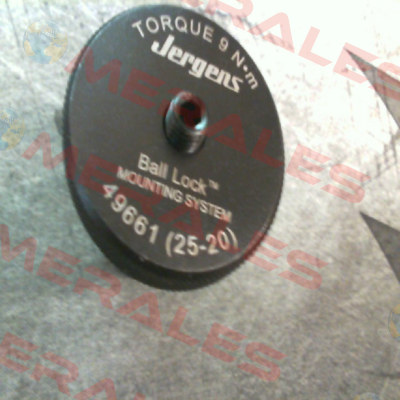 TORQUE 9 N•m
Jergens
Ball Lock™
MOUNTING SYSTEM
49661 (25-20)
MERALES
MERALES
MERALES
MERALES